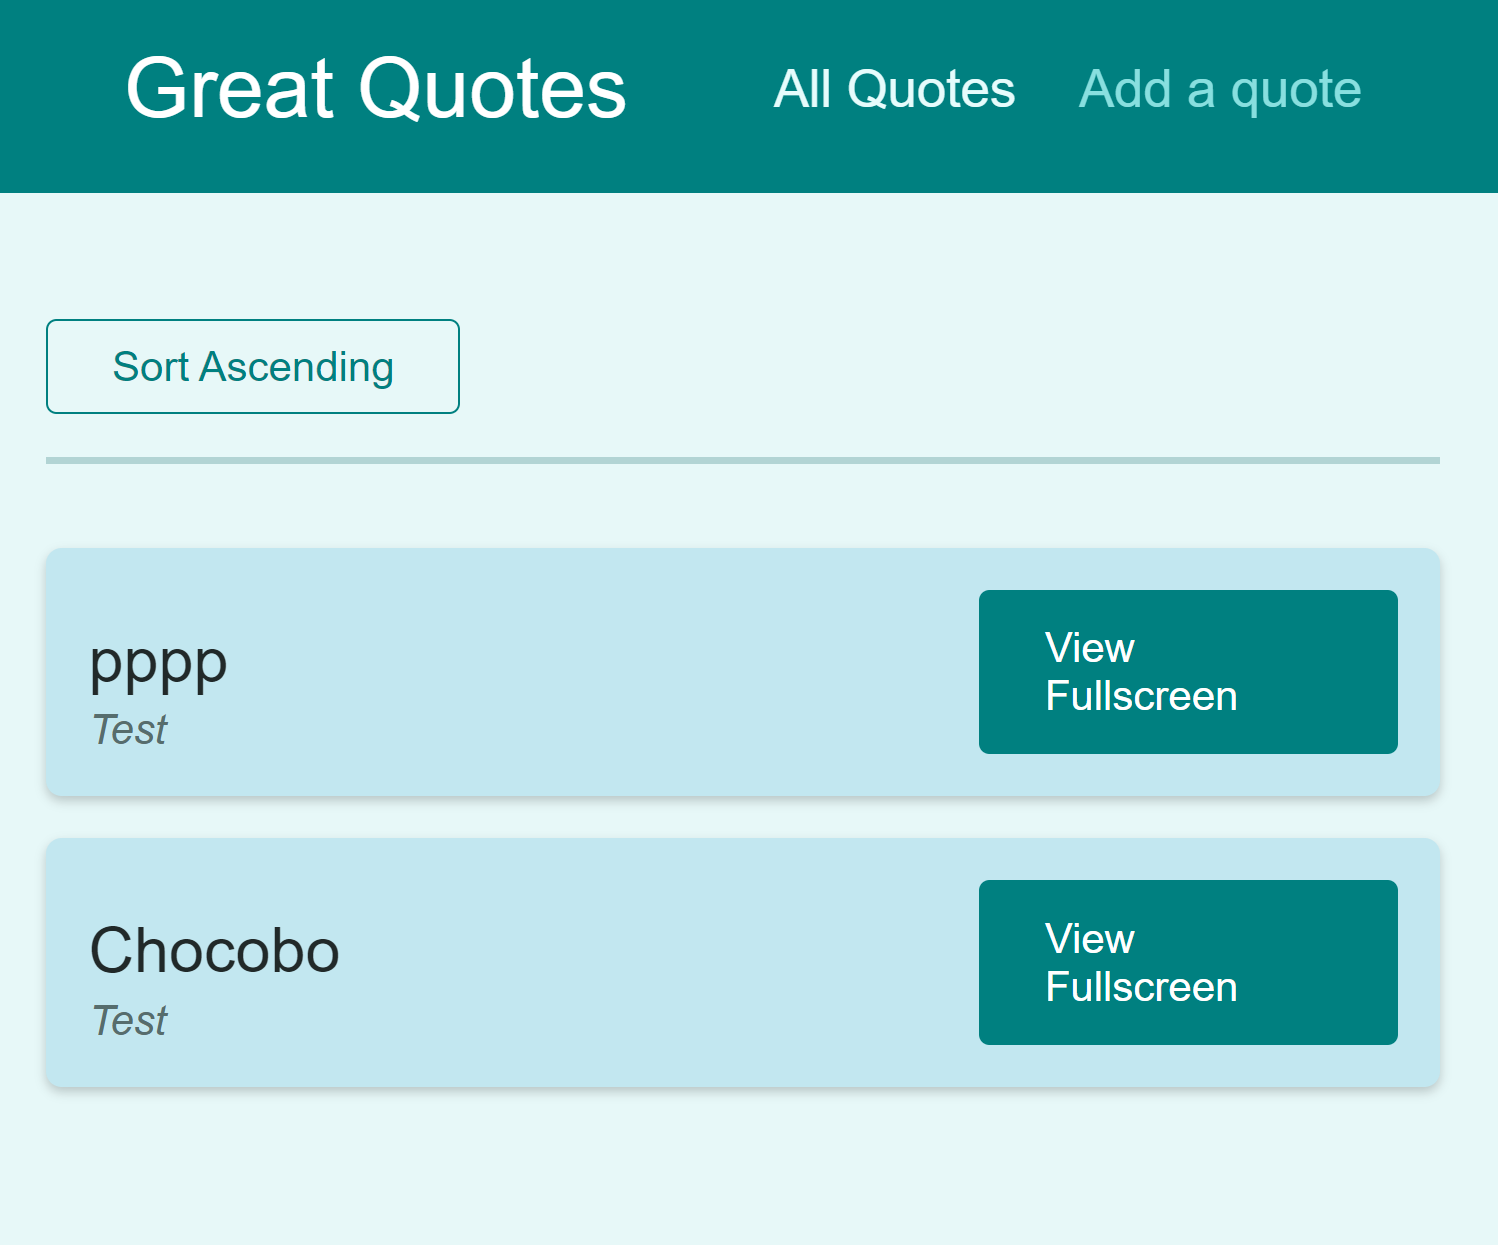 Great Quotes
All Quotes
Add a quote
Sort Ascending
pppp
Test
View
Fullscreen
Chocobo
Test
View
Fullscreen